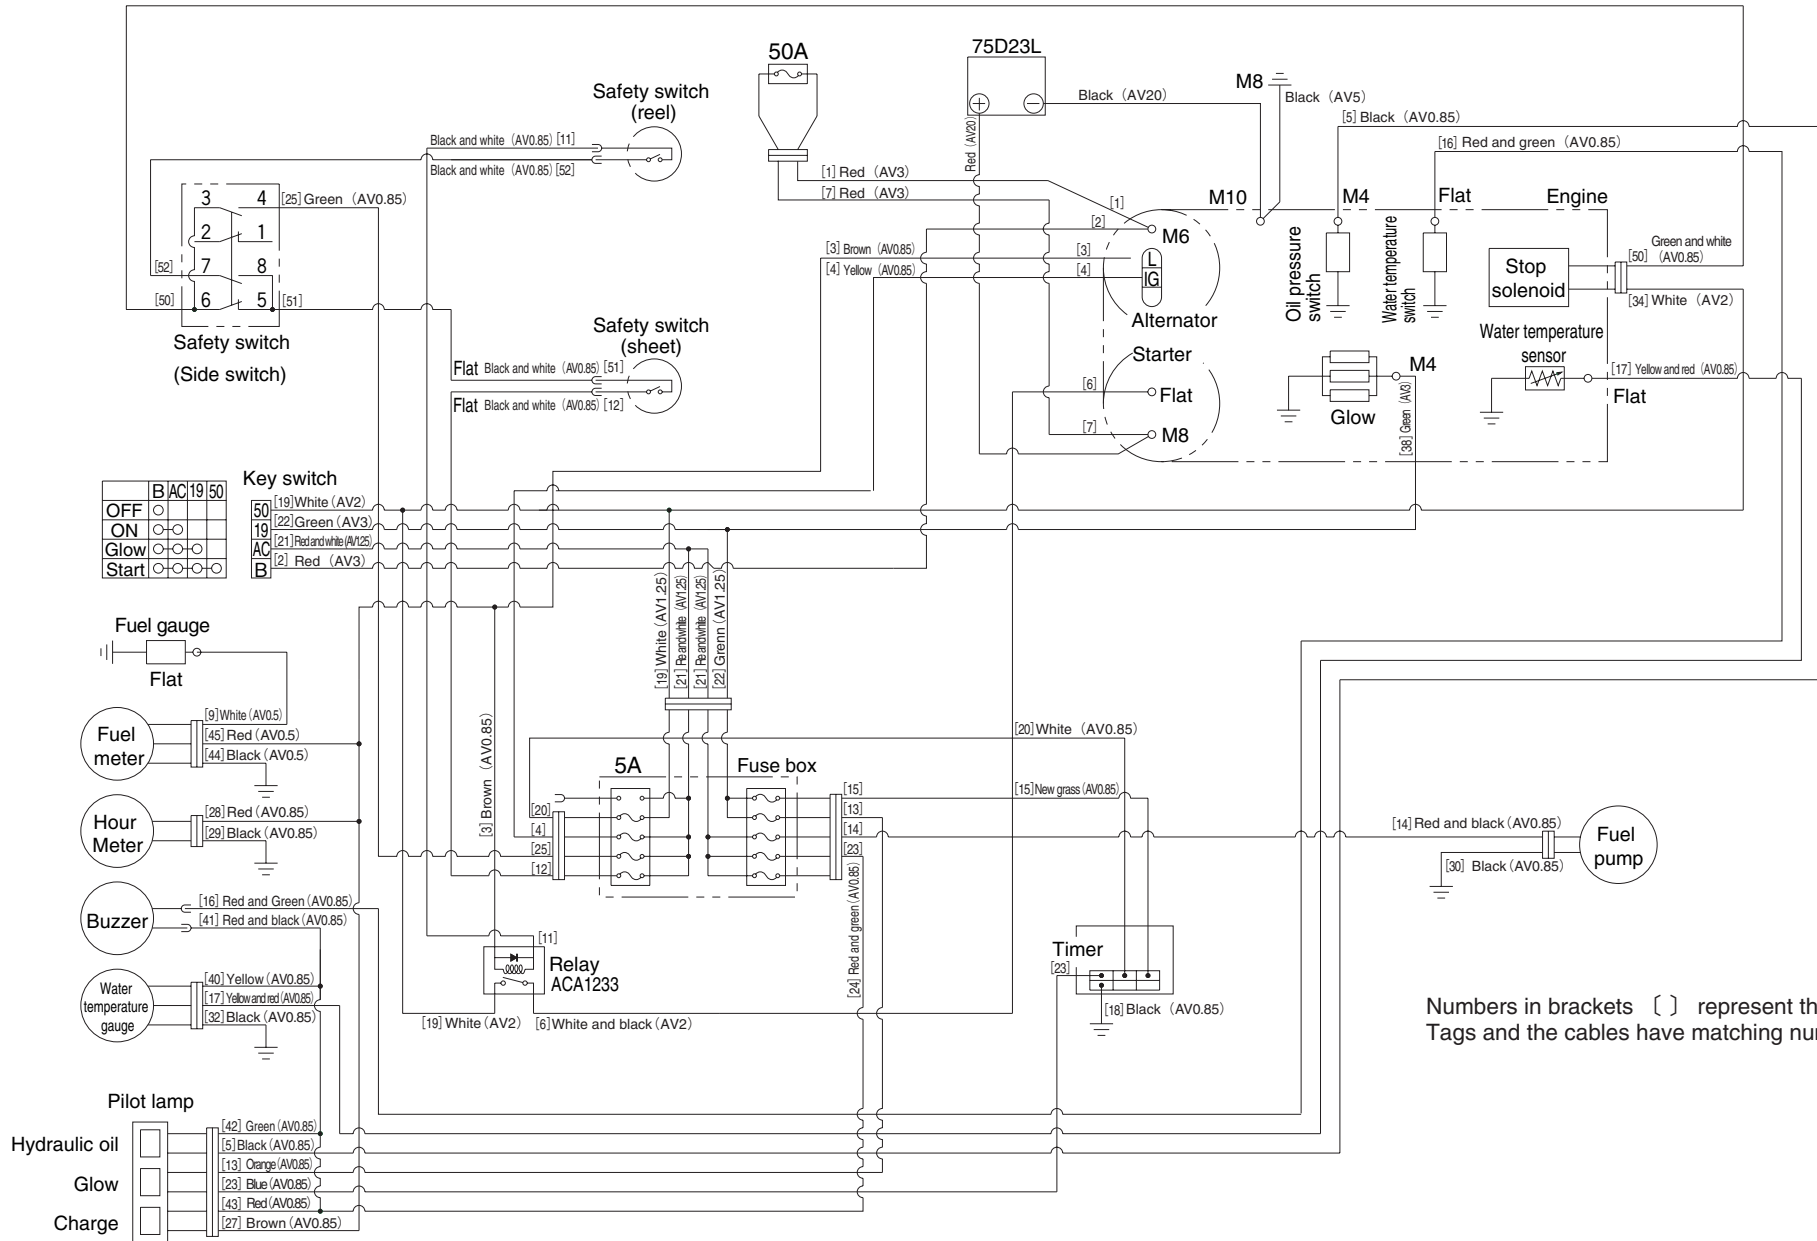 50A
75D23L
M8
Black (AV20)
Black (AV5)
Red (AV20)
[5] Black (AV0.85)
[16] Red and green (AV0.85)
Safety switch
(reel)
Black and white (AV0.85) [11]
Black and white (AV0.85) [52]
[1] Red (AV3)
[7] Red (AV3)
3 4 [25] Green (AV0.85)
2 1
[52] 7 8
[50] 6 5 [51]
Safety switch
(Side switch)
[1]
[2]
M10
M4
Flat
Engine
M6
[3] Brown (AV0.85) [3]
[4] Yellow (AV0.85) [4]
L
IG
Alternator
Oil pressure
switch
Water temperature
switch
Stop
solenoid
Green and white
[50] (AV0.85)
[34] White (AV2)
Safety switch
(sheet)
Flat Black and white (AV0.85) [51]
Flat Black and white (AV0.85) [12]
Starter
[6] Flat
[7] M8
Glow
M4
[38] Green (AV3)
Water temperature
sensor
[17] Yellow and red (AV0.85)
Flat
B AC 19 50
OFF
ON
Glow
Start
Key switch
50 [19]White (AV2)
19 [22]Green (AV3)
AC [21]Red and white (AV1.25)
B [2] Red (AV3)
[19] White (AV1.25)
[21] Re and white (AV1.25)
[21] Re and white (AV1.25)
[22] Grenn (AV1.25)
Fuel gauge
Flat
Fuel
meter
[9]White (AV0.5)
[45] Red (AV0.5)
[44] Black (AV0.5)
Hour
Meter
[28] Red (AV0.85)
[29] Black (AV0.85)
Buzzer
[16] Red and Green (AV0.85)
[41] Red and black (AV0.85)
Water
temperature
gauge
[40] Yellow (AV0.85)
[17] Yellow and red (AV0.85)
[32] Black (AV0.85)
[3] Brown (AV0.85)
5A
Fuse box
[20]
[4]
[25]
[12]
[15]
[13]
[14]
[23]
[20] White (AV0.85)
[15]New grass (AV0.85)
[14] Red and black (AV0.85)
[30] Black (AV0.85)
Fuel
pump
[24] Red and green (AV0.85)
[11]
Relay
ACA1233
[19] White (AV2)
[6] White and black (AV2)
Timer
[23]
[18] Black (AV0.85)
Numbers in brackets 〔 〕 represent th
Tags and the cables have matching nu
Pilot lamp
Hydraulic oil
Glow
Charge
[42] Green (AV0.85)
[5] Black (AV0.85)
[13] Orange (AV0.85)
[23] Blue (AV0.85)
[43] Red (AV0.85)
[27] Brown (AV0.85)